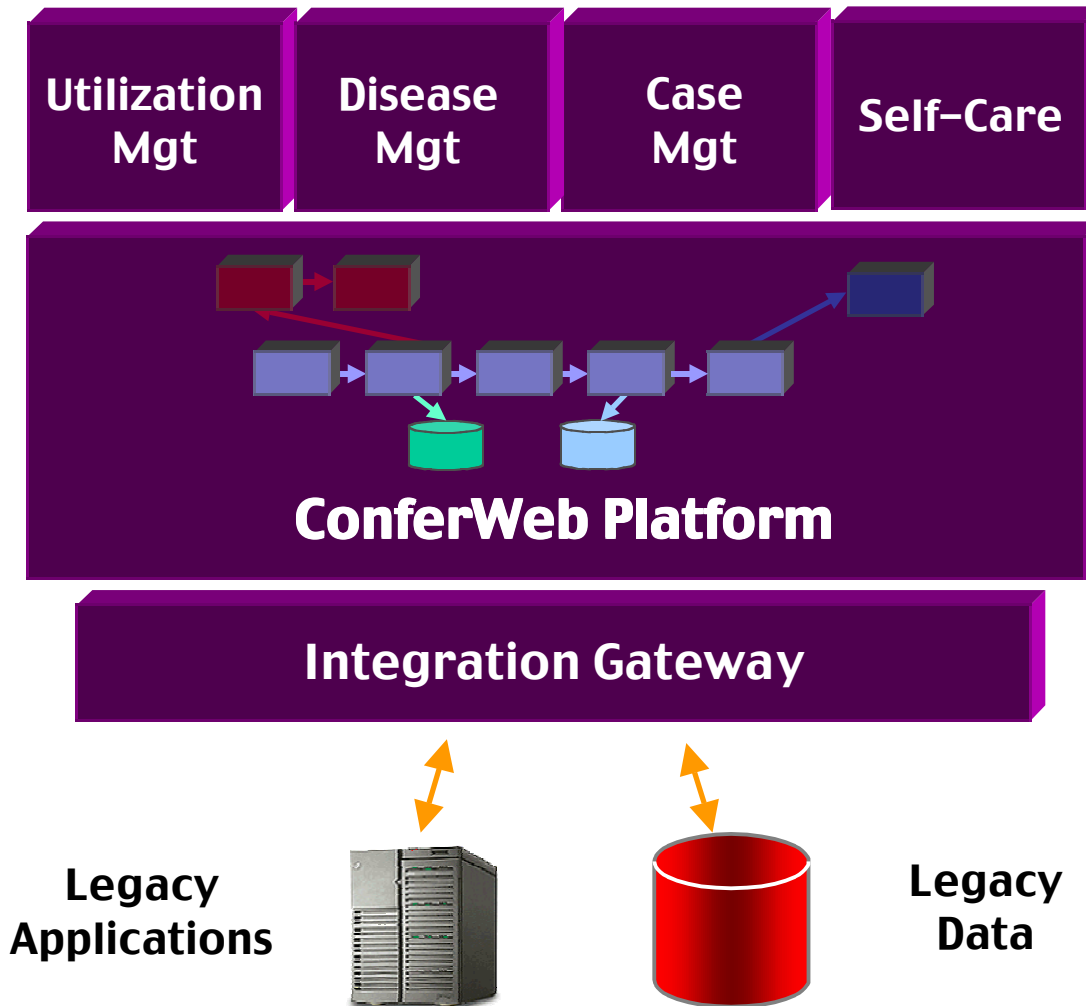 Utilization
Mgt
Disease
Mgt
Case
Mgt
Self-Care
ConferWeb Platform
Integration Gateway
Legacy
Applications
Legacy
Data